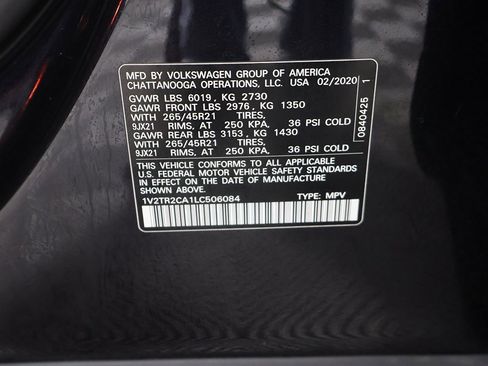 MFD BY VOLKSWAGEN GROUP OF AMERICA
CHATTANOOGA OPERATIONS, LLC. USA 02/2020
GVWR LBS 6019, KG 2730
GAWR FRONT LBS 2976, KG 1350
WITH 265/45R21 TIRES,
9JX21 RIMS, AT 250 KPA, 36 PSI COLD
GAWR REAR LBS 3153, KG 1430
WITH 265/45R21 TIRES,
9JX21 RIMS, AT 250 KPA, 36 PSI COLD
THIS VEHICLE CONFORMS TO ALL APPLICABLE
U.S. FEDERAL MOTOR VEHICLE SAFETY STANDARDS
IN EFFECT ON THE DATE OF MANUFACTURE SHOWN ABOVE.
1V2TR2CA1LC506084 TYPE: MPV
0840425 1